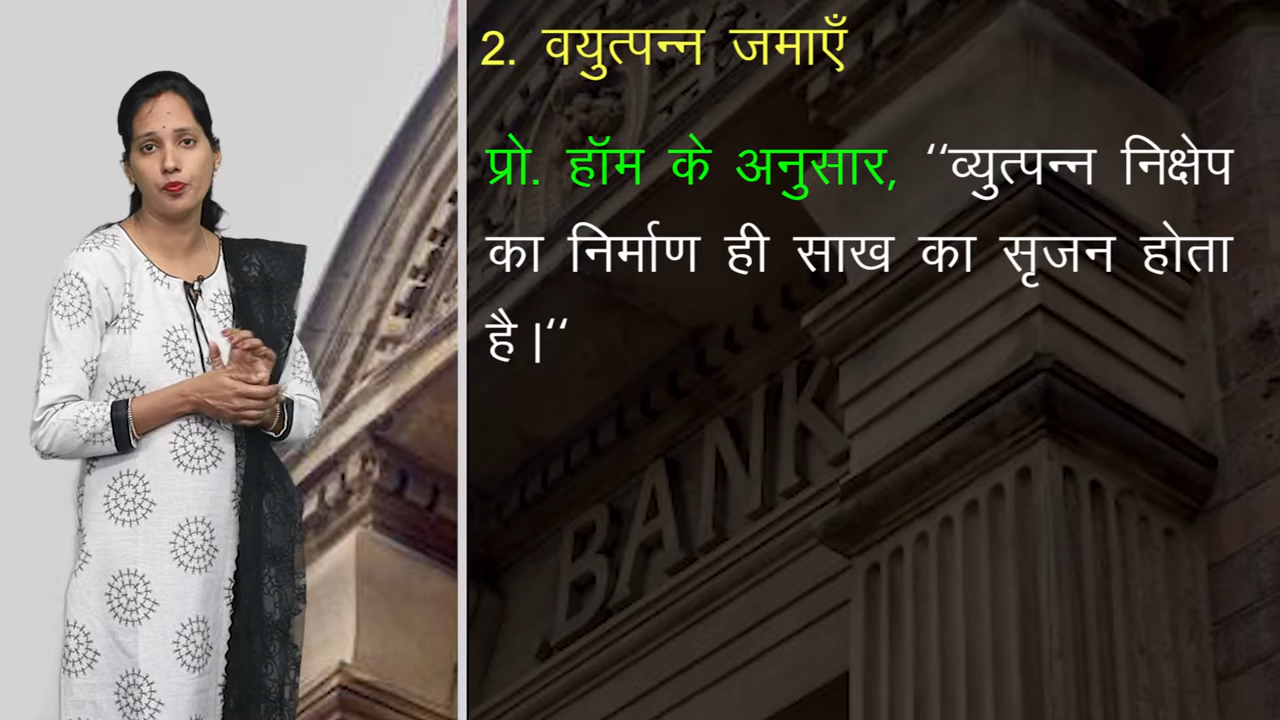 2. वयुत्पन्न जमाएँ
प्रो. हॉम के अनुसार, ‘‘व्युत्पन्न निक्षेप
का निर्माण ही साख का सृजन होता
है |‘‘
BANK